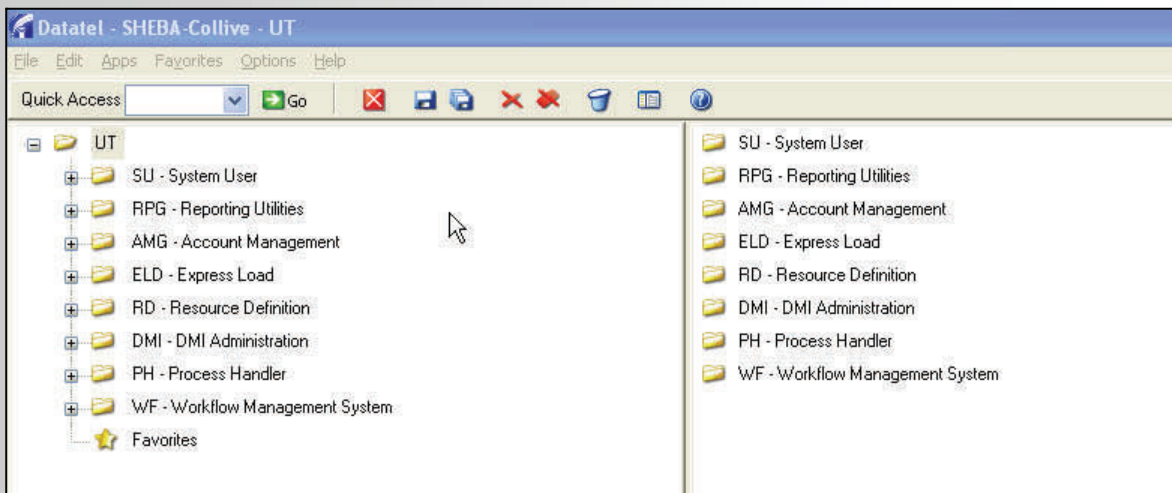 Datatel - SHEBA-Collive - UT
File Edit Apps Favorites Options Help
Quick Access Go
UT
SU - System User
RPG - Reporting Utilities
AMG - Account Management
ELD - Express Load
RD - Resource Definition
DMI - DMI Administration
PH - Process Handler
WF - Workflow Management System
Favorites
SU - System User
RPG - Reporting Utilities
AMG - Account Management
ELD - Express Load
RD - Resource Definition
DMI - DMI Administration
PH - Process Handler
WF - Workflow Management System